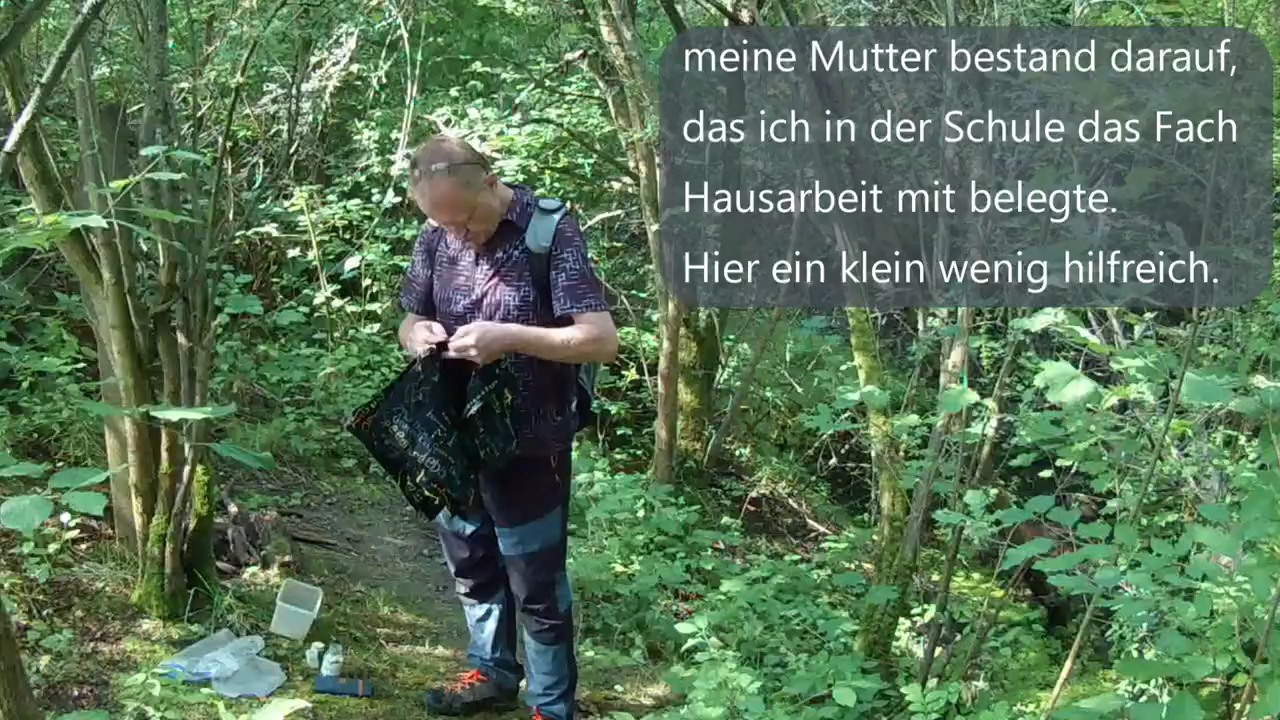 meine Mutter bestand darauf,
das ich in der Schule das Fach
Hausarbeit mit belegte.
Hier ein klein wenig hilfreich.